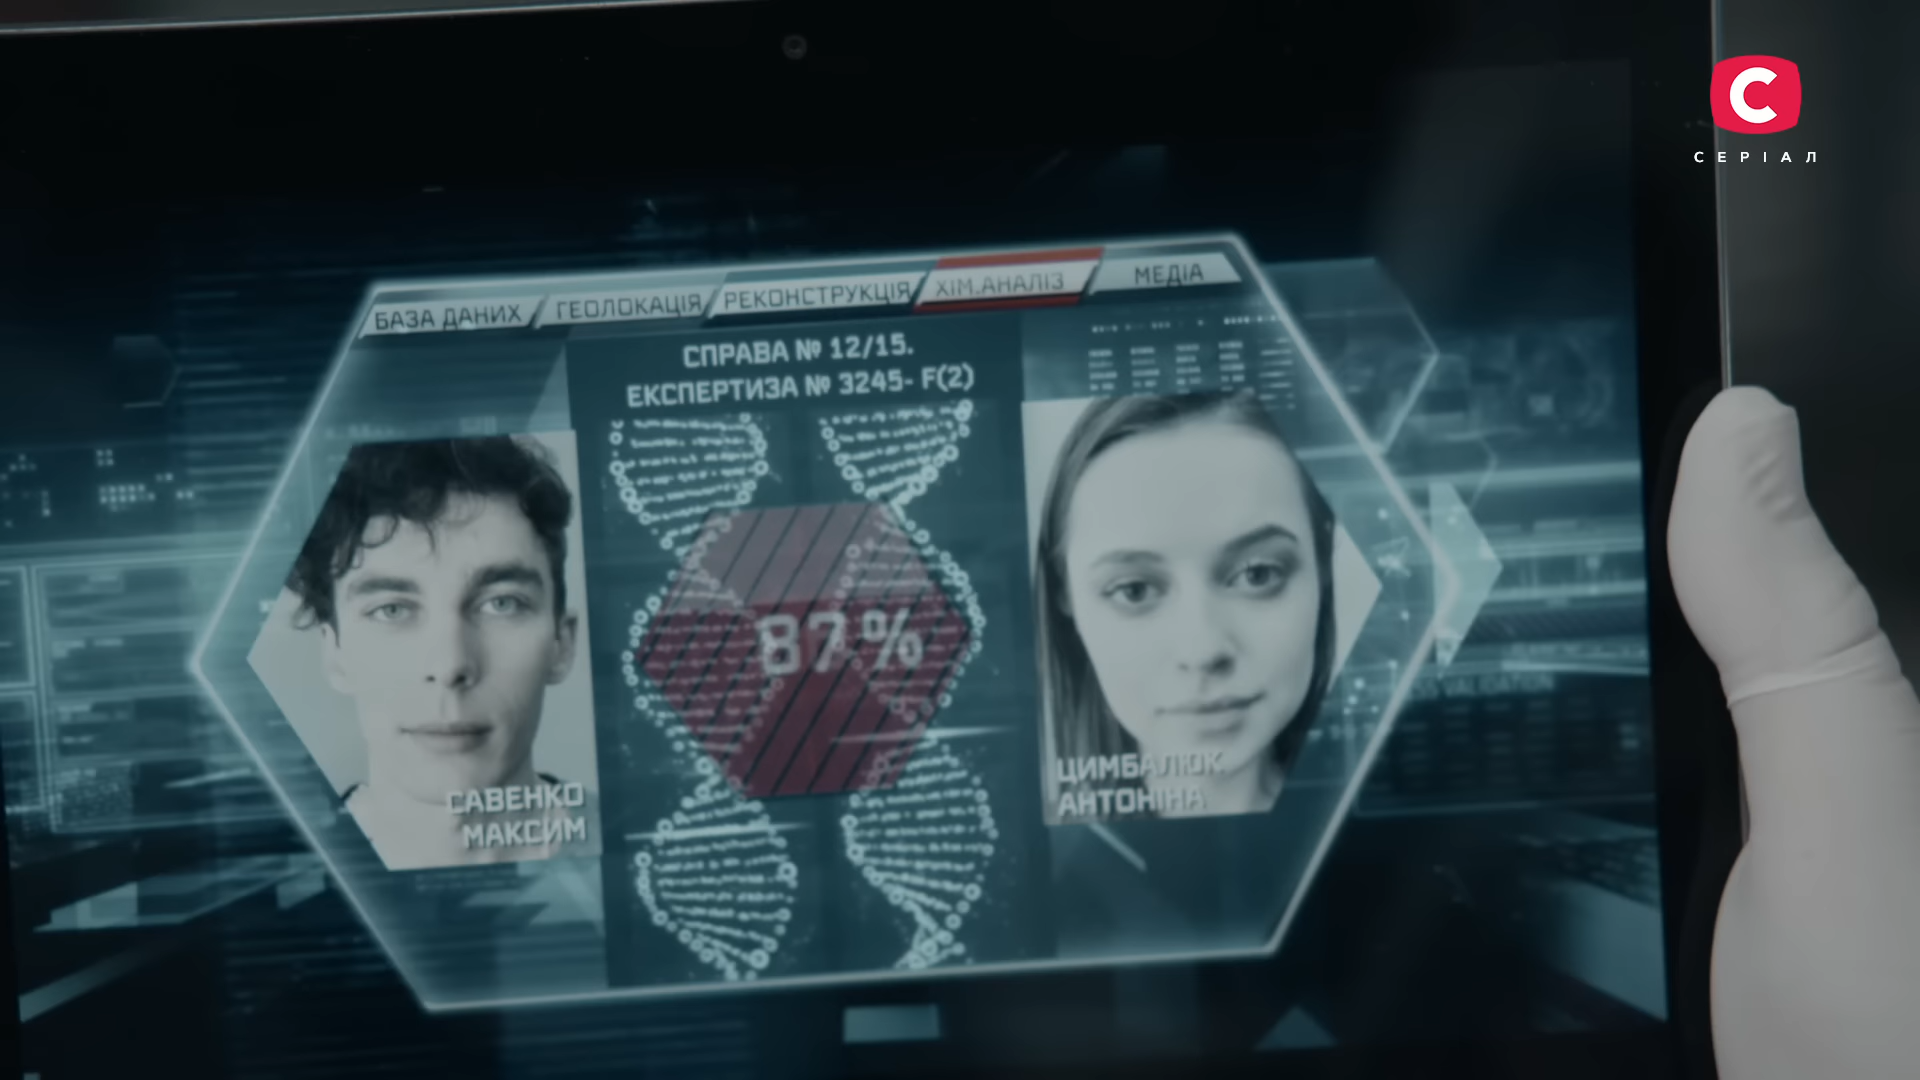 С
СЕРІАЛ
БАЗА ДАНИХ
ГЕОЛОКАЦІЯ
РЕКОНСТРУКЦІЯ
ХІМ.АНАЛІЗ
МЕДІА
СПРАВА № 12/15.
ЕКСПЕРТИЗА № 3245- F(2)
87%
САВЕНКО
МАКСИМ
ЦИМБАЛЮК
АНТОНІНА